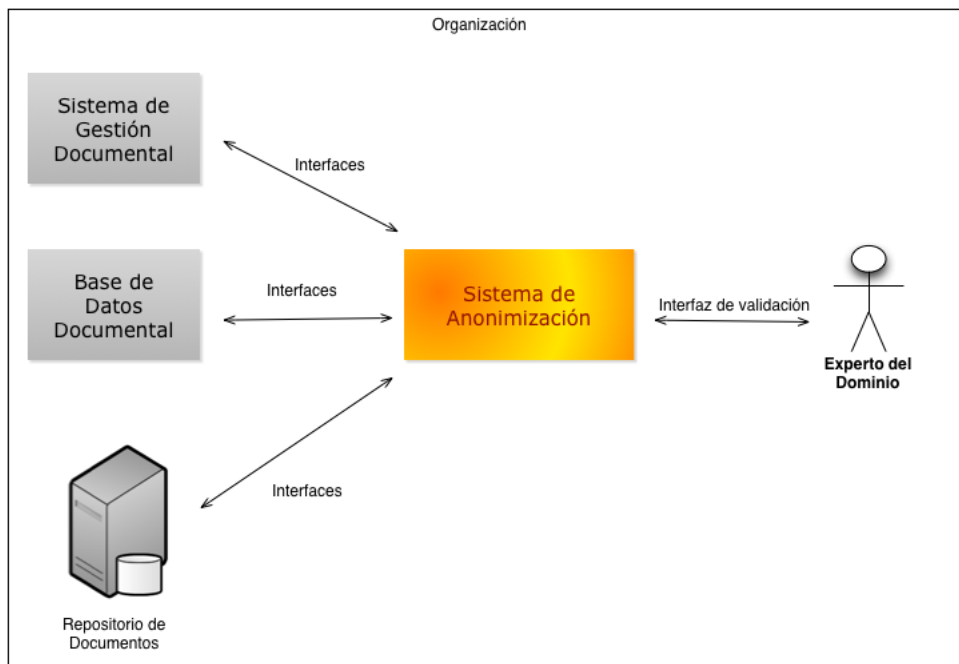 Organización
Sistema de
Gestión
Documental
Interfaces
Base de
Datos
Documental
Interfaces
Sistema de
Anonimización
Interfaz de validación
Experto del
Dominio
Interfaces
Repositorio de
Documentos